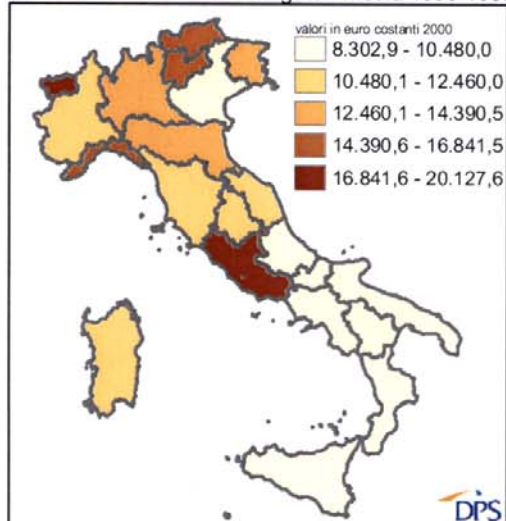 valori in euro costanti 2000
8.302,9 - 10.480,0
10.480,1 - 12.460,0
12.460,1 - 14.390,5
14.390,6 - 16.841,5
16.841,6 - 20.127,6
DPS